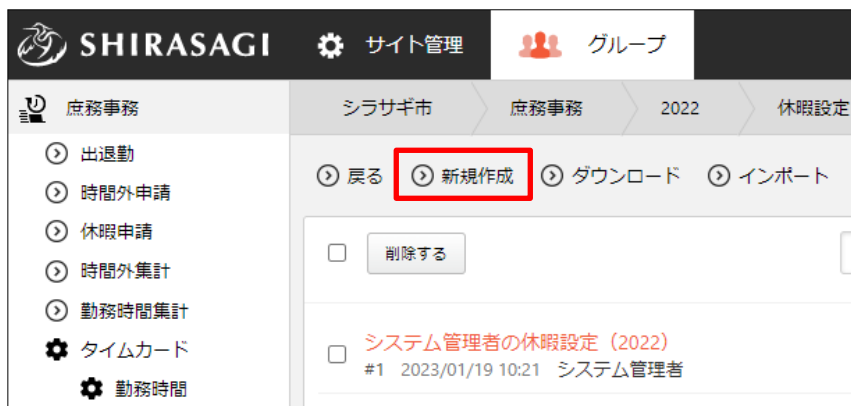 SHIRASAGI サイト管理 グループ
庶務事務
シラサギ市 庶務事務 2022 休暇設定
出退勤
時間外申請
休暇申請
時間外集計
勤務時間集計
タイムカード
勤務時間
戻る 新規作成 ダウンロード インポート
削除する
システム管理者の休暇設定（2022）
#1 2023/01/19 10:21 システム管理者